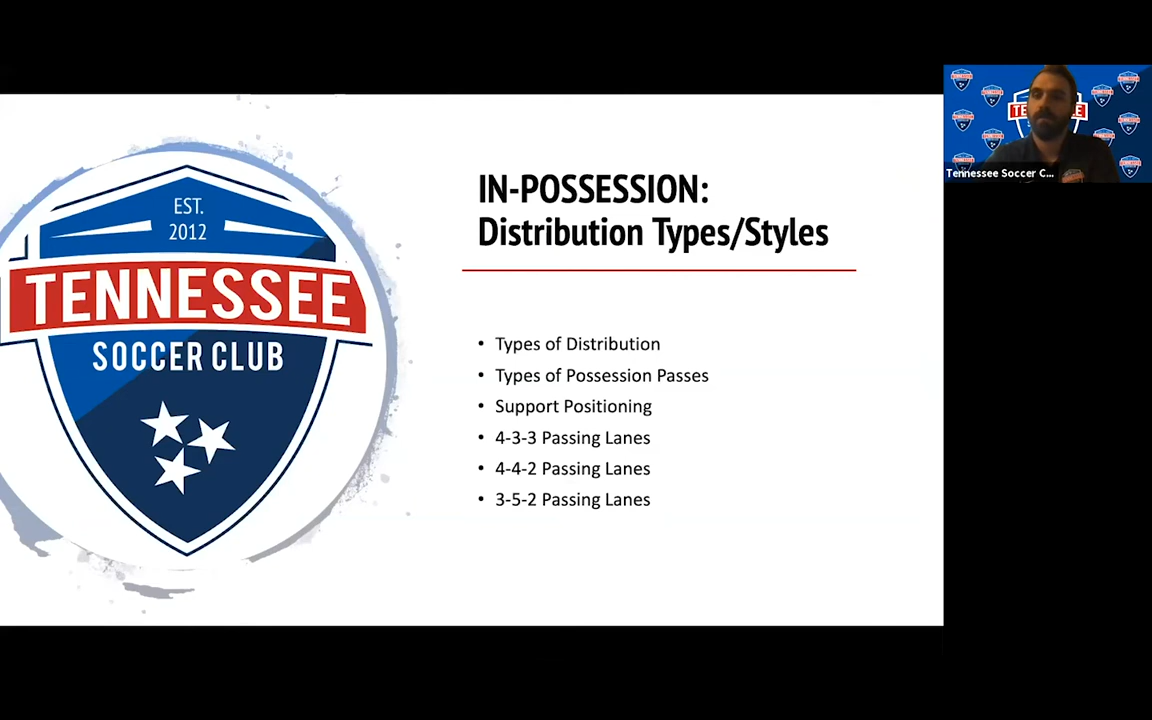 EST.
2012
TENNESSEE
SOCCER CLUB
IN-POSSESSION:
Distribution Types/Styles
• Types of Distribution
• Types of Possession Passes
• Support Positioning
• 4-3-3 Passing Lanes
• 4-4-2 Passing Lanes
• 3-5-2 Passing Lanes
Tennessee Soccer C...